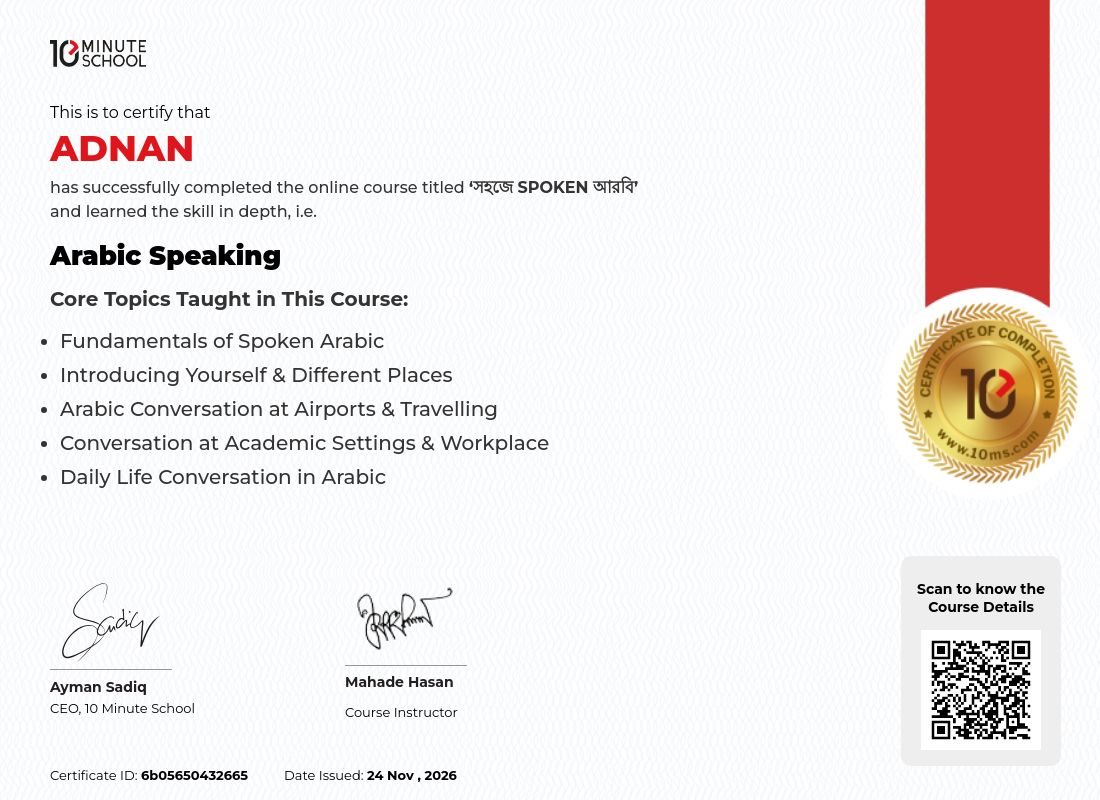 10 MINUTE SCHOOL
This is to certify that
ADNAN
has successfully completed the online course titled ‘সহজে SPOKEN আরবি’
and learned the skill in depth, i.e.
Arabic Speaking
Core Topics Taught in This Course:
• Fundamentals of Spoken Arabic
• Introducing Yourself & Different Places
• Arabic Conversation at Airports & Travelling
• Conversation at Academic Settings & Workplace
• Daily Life Conversation in Arabic
CERTIFICATE OF COMPLETION
10
www.10ms.com
Sadiq
Ayman Sadiq
CEO, 10 Minute School
Mahade Hasan
Course Instructor
Scan to know the
Course Details
Certificate ID: 6b05650432665
Date Issued: 24 Nov , 2026